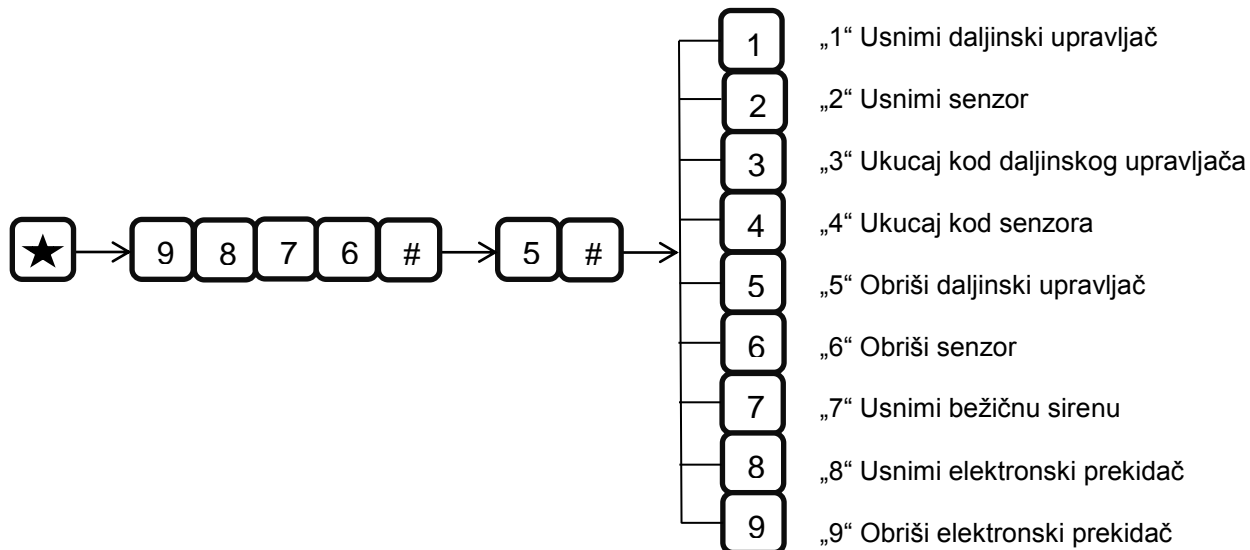 1 „1“ Usnimi daljinski upravljač
2 „2“ Usnimi senzor
3 „3“ Ukucaj kod daljinskog upravljača
★ 9 8 7 6 # 5 # 4 „4“ Ukucaj kod senzora
5 „5“ Obriši daljinski upravljač
6 „6“ Obriši senzor
7 „7“ Usnimi bežičnu sirenu
8 „8“ Usnimi elektronski prekidač
9 „9“ Obriši elektronski prekidač